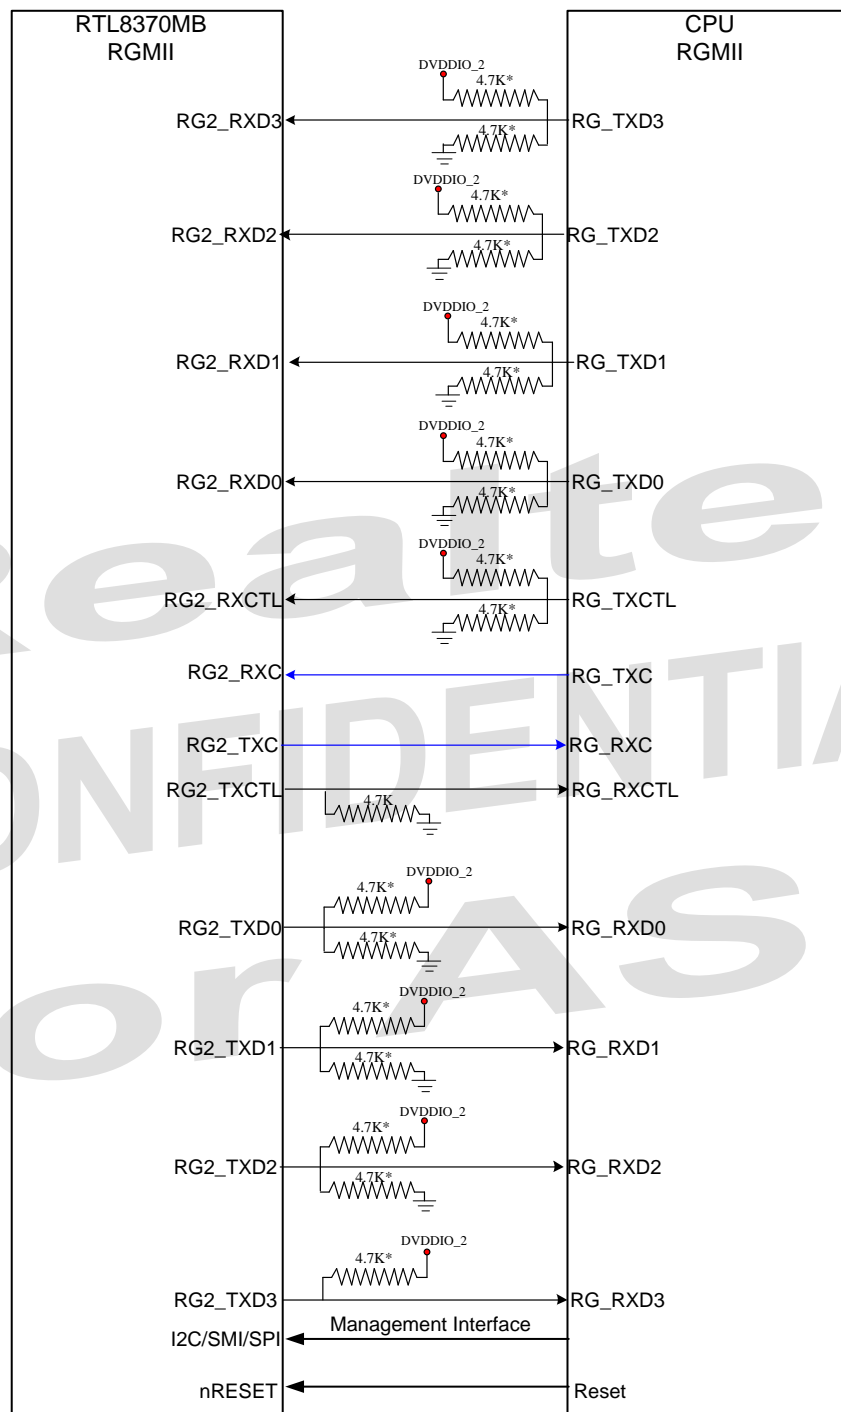 RTL8370MB
RGMII
CPU
RGMII
DVDDIO_2
4.7K*
RG2_RXD3
RG_TXD3
4.7K*
DVDDIO_2
4.7K*
RG2_RXD2
RG_TXD2
4.7K*
DVDDIO_2
4.7K*
RG2_RXD1
RG_TXD1
4.7K*
DVDDIO_2
4.7K*
RG2_RXD0
RG_TXD0
4.7K*
DVDDIO_2
4.7K*
RG2_RXCTL
RG_TXCTL
4.7K*
RG2_RXC
RG_TXC
RG2_TXC
RG_RXC
RG2_TXCTL
RG_RXCTL
4.7K
DVDDIO_2
4.7K*
RG2_TXD0
RG_RXD0
4.7K*
DVDDIO_2
4.7K*
RG2_TXD1
RG_RXD1
4.7K*
DVDDIO_2
4.7K*
RG2_TXD2
RG_RXD2
4.7K*
DVDDIO_2
4.7K*
RG2_TXD3
RG_RXD3
Management Interface
I2C/SMI/SPI
nRESET
Reset
Realte
ONFIDENTIA
or AS